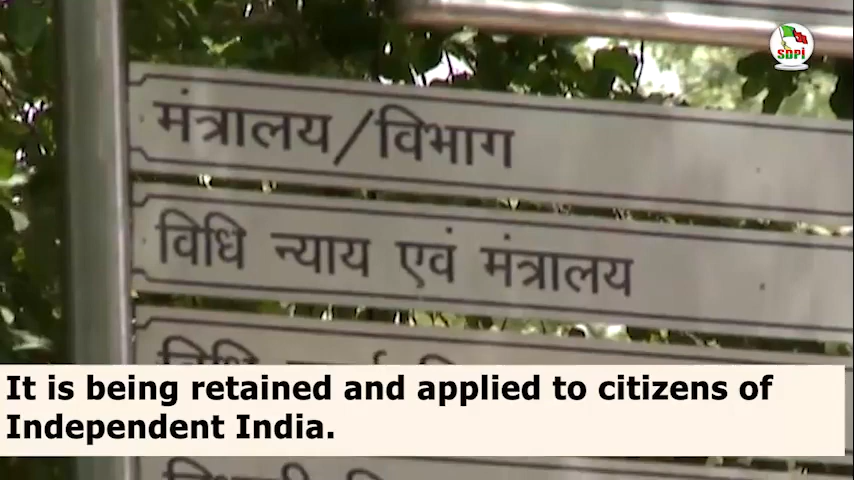 SDPI
मंत्रालय/विभाग
विधि न्याय एवं मंत्रालय
विधि
It is being retained and applied to citizens of
Independent India.